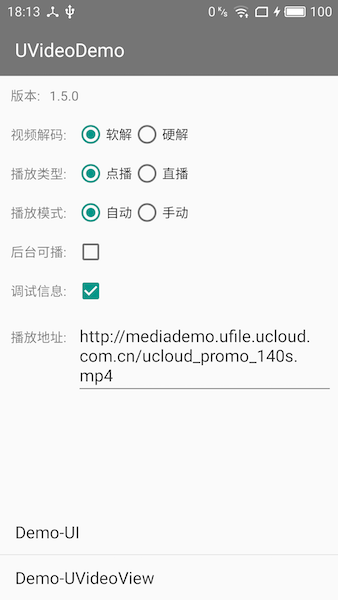 18:13 0 K/s 100
UVideoDemo
版本: 1.5.0
视频解码: 软解 硬解
播放类型: 点播 直播
播放模式: 自动 手动
后台可播:
调试信息:
播放地址: http://mediademo.ufile.ucloud.
com.cn/ucloud_promo_140s.
mp4
Demo-UI
Demo-UVideoView